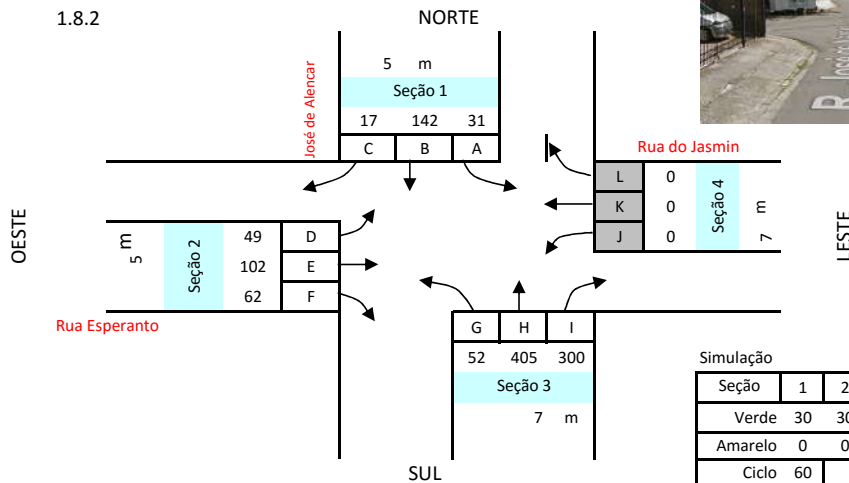 1.8.2
NORTE
5 m
Seção 1
José de Alencar
17 142 31
C B A
Rua do Jasmin
L 0
K 0
J 0
Seção 4
7 m
OESTE
LESTE
5 m
Seção 2
49 D
102 E
62 F
Rua Esperanto
G H I
52 405 300
Seção 3
7 m
SUL
Simulação
Seção 1 2
Verde 30 30
Amarelo 0 0
Ciclo 60